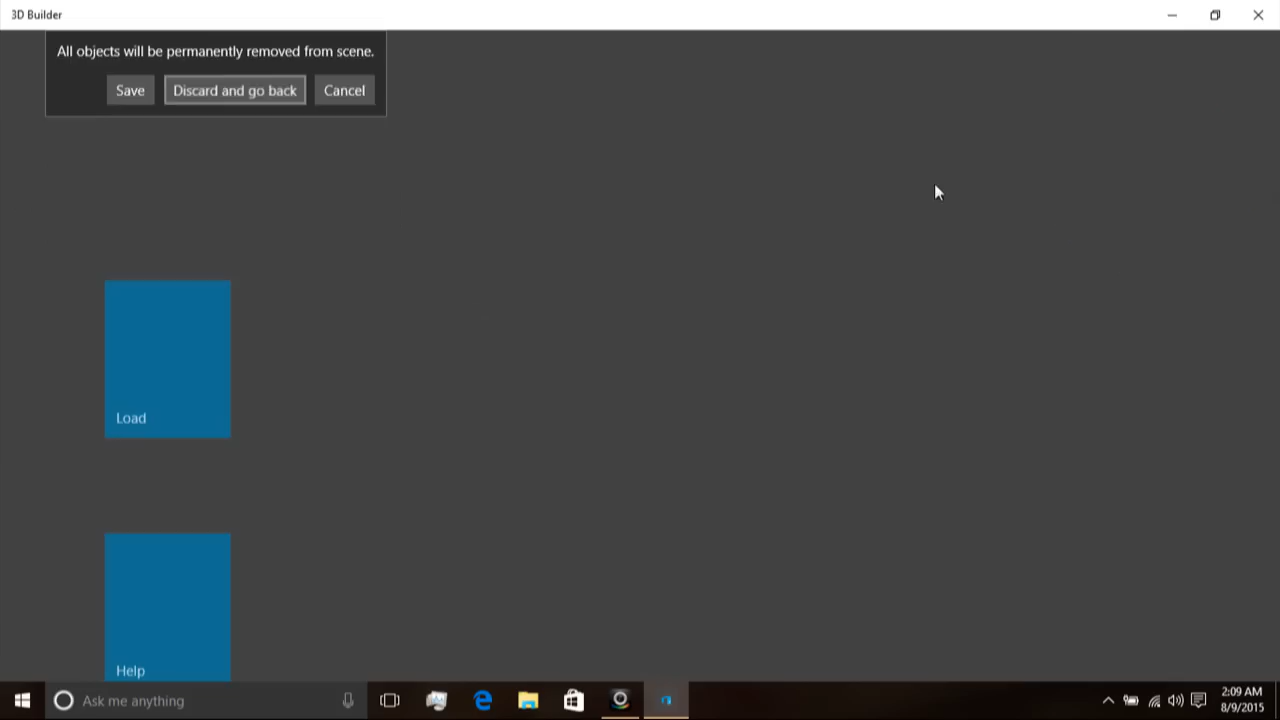 3D Builder
All objects will be permanently removed from scene.
Save Discard and go back Cancel
Load
Help
Ask me anything
2:09 AM
8/9/2015